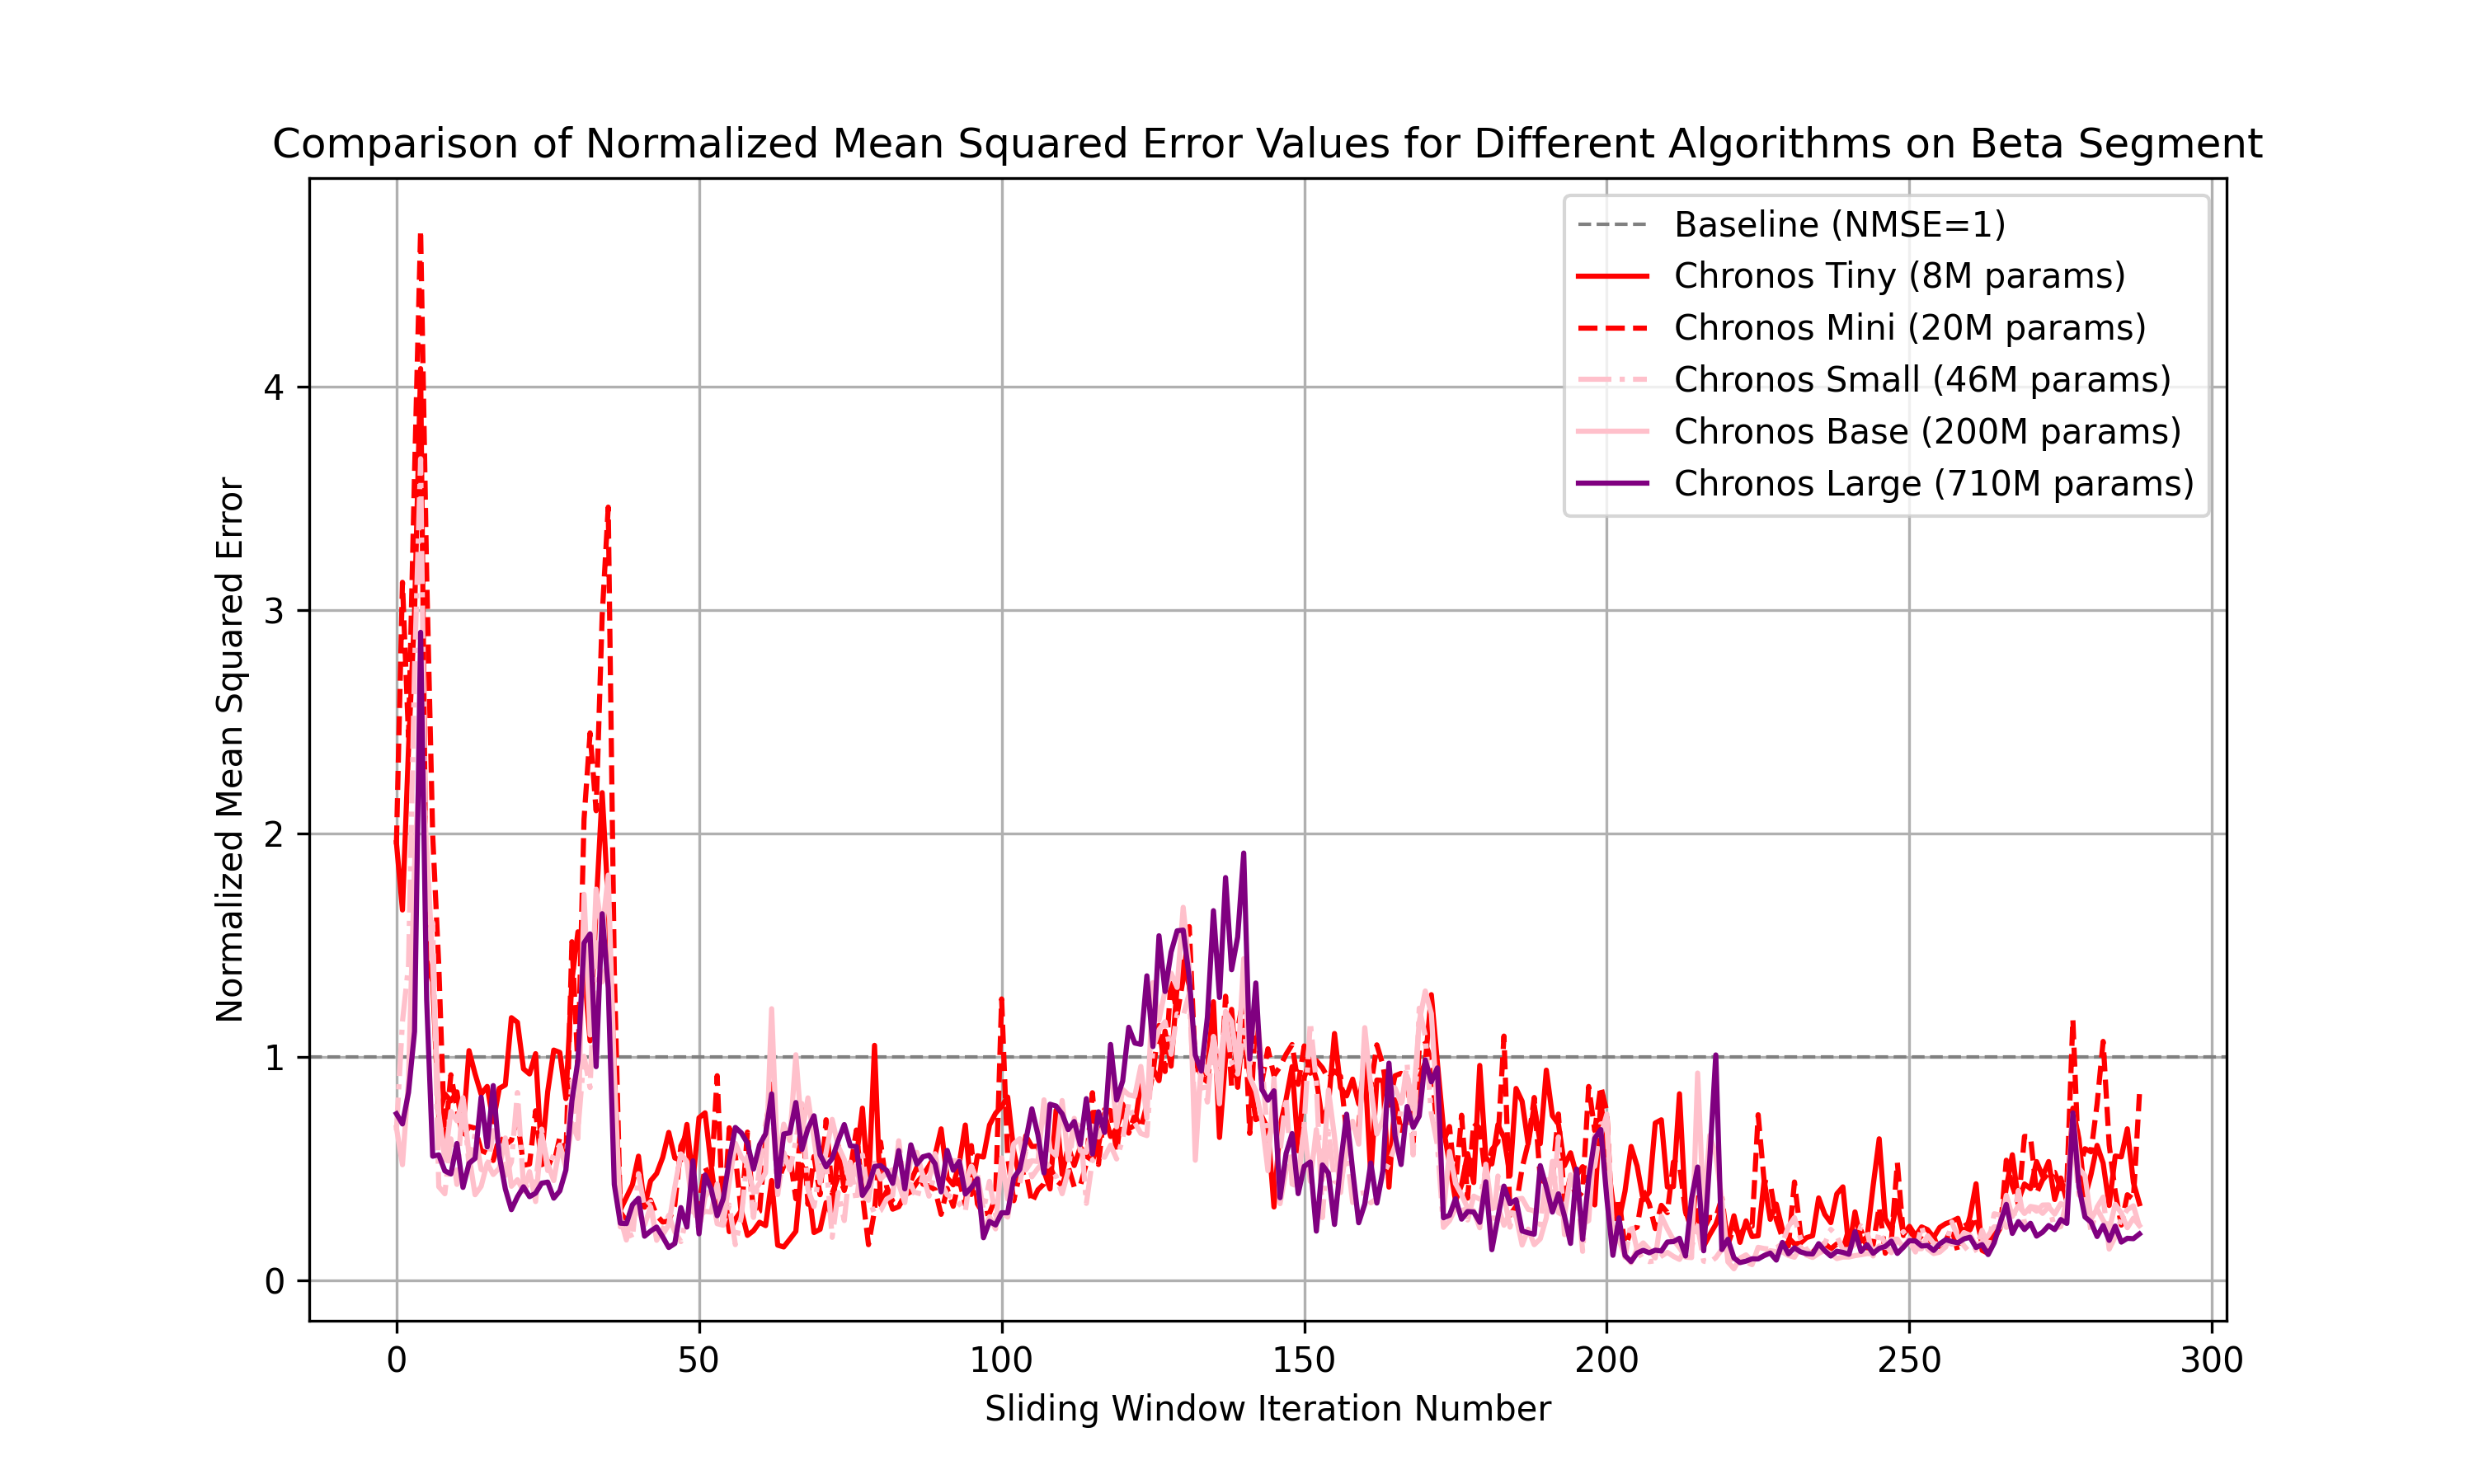 Comparison of Normalized Mean Squared Error Values for Different Algorithms on Beta Segment
Baseline (NMSE=1)
Chronos Tiny (8M params)
Chronos Mini (20M params)
Chronos Small (46M params)
Chronos Base (200M params)
Chronos Large (710M params)
Normalized Mean Squared Error
4
3
2
1
0
0 50 100 150 200 250 300
Sliding Window Iteration Number